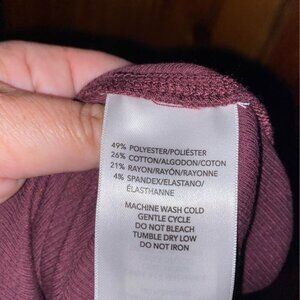 49% POLYESTER/POLIÉSTER
26% COTTON/ALGODON/COTON
21% RAYON/RAYÓN/RAYONNE
4% SPANDEX/ELASTANO/
ÉLASTHANNE
MACHINE WASH COLD
GENTLE CYCLE
DO NOT BLEACH
TUMBLE DRY LOW
DO NOT IRON